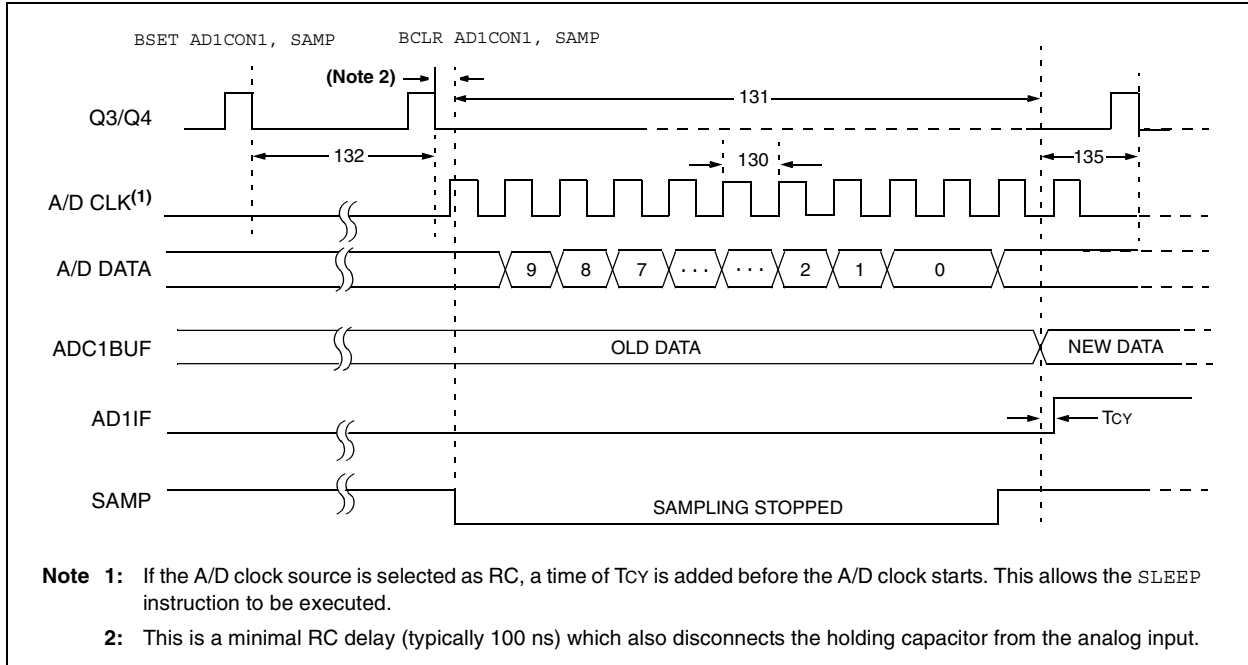 BSET AD1CON1, SAMP BCLR AD1CON1, SAMP
(Note 2)
131
Q3/Q4
132
130
135
A/D CLK(1)
A/D DATA
9 8 7 · · · · · · 2 1 0
ADC1BUF
OLD DATA
NEW DATA
AD1IF
TCY
SAMP
SAMPLING STOPPED
Note 1: If the A/D clock source is selected as RC, a time of TCY is added before the A/D clock starts. This allows the SLEEP
instruction to be executed.
2: This is a minimal RC delay (typically 100 ns) which also disconnects the holding capacitor from the analog input.